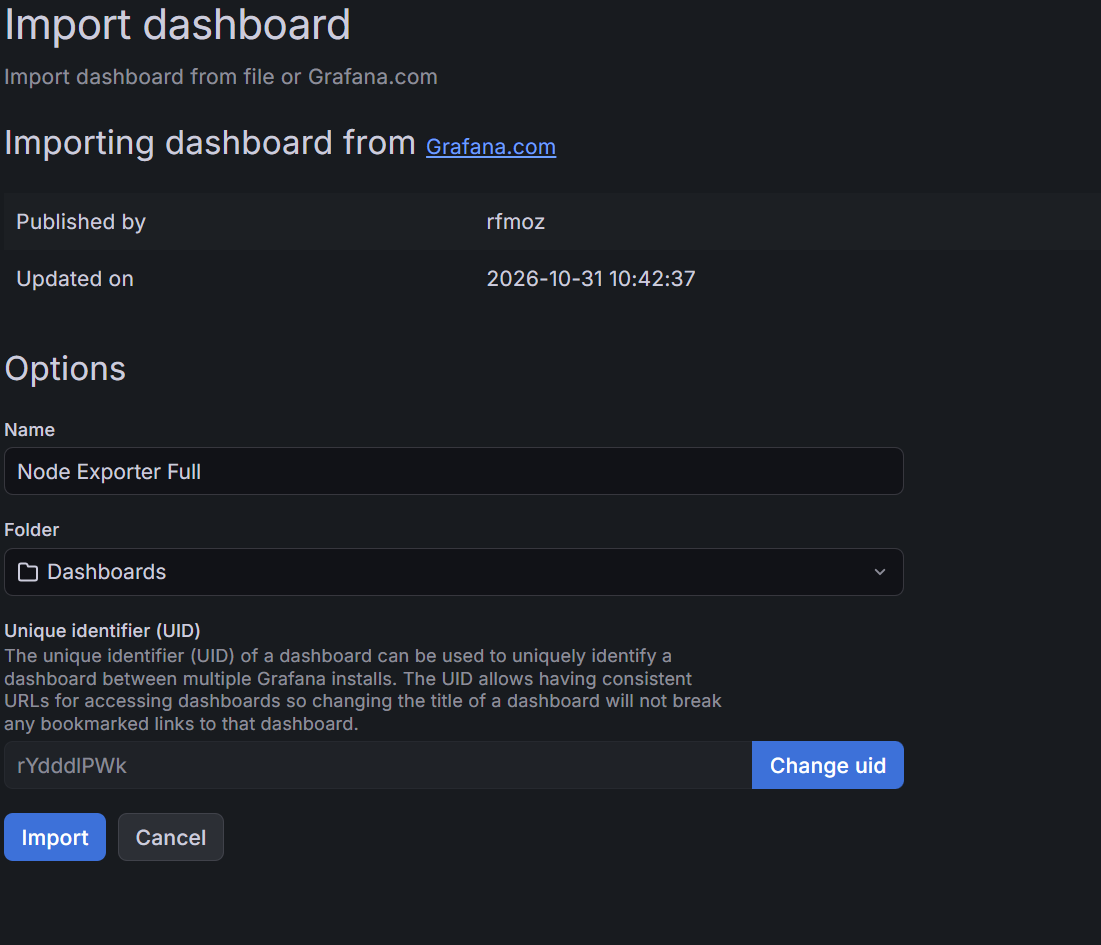 Import dashboard
Import dashboard from file or Grafana.com
Importing dashboard from Grafana.com
Published by rfmoz
Updated on 2026-10-31 10:42:37
Options
Name
Node Exporter Full
Folder
Dashboards
Unique identifier (UID)
The unique identifier (UID) of a dashboard can be used to uniquely identify a
dashboard between multiple Grafana installs. The UID allows having consistent
URLs for accessing dashboards so changing the title of a dashboard will not break
any bookmarked links to that dashboard.
rYdddlPWk Change uid
Import Cancel